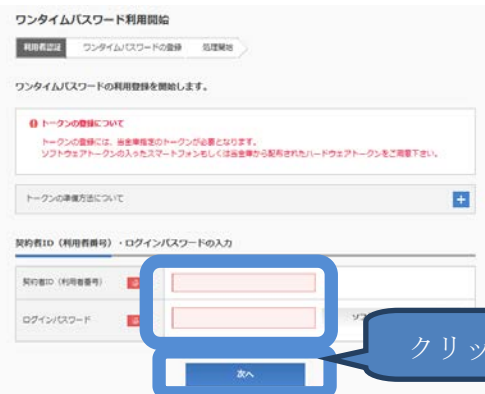 ワンタイムパスワード利用開始
利用者認証 ワンタイムパスワードの登録 処理開始
ワンタイムパスワードの利用登録を開始します。
トークンの登録について
トークンの登録には、当金庫指定のトークンが必要となります。
ソフトウェアトークンの入ったスマートフォンもしくは当金庫から配布されたハードウェアトークンをご用意下さい。
トークンの準備方法について
契約者ID（利用者番号）・ログインパスワードの入力
契約者ID（利用者番号）
ログインパスワード ソフ
次へ
クリッ